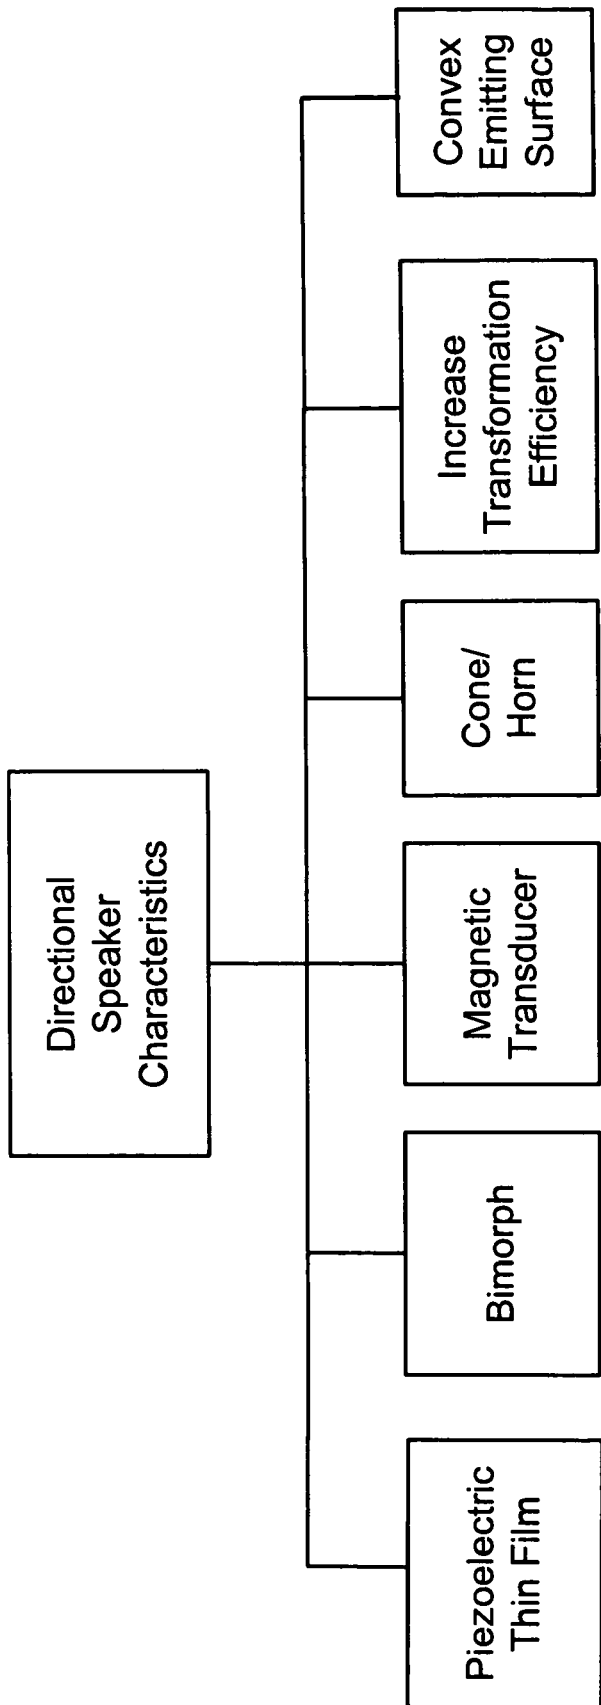 Directional
Speaker
Characteristics
Piezoelectric
Thin Film
Bimorph
Magnetic
Transducer
Cone/
Horn
Increase
Transformation
Efficiency
Convex
Emitting
Surface